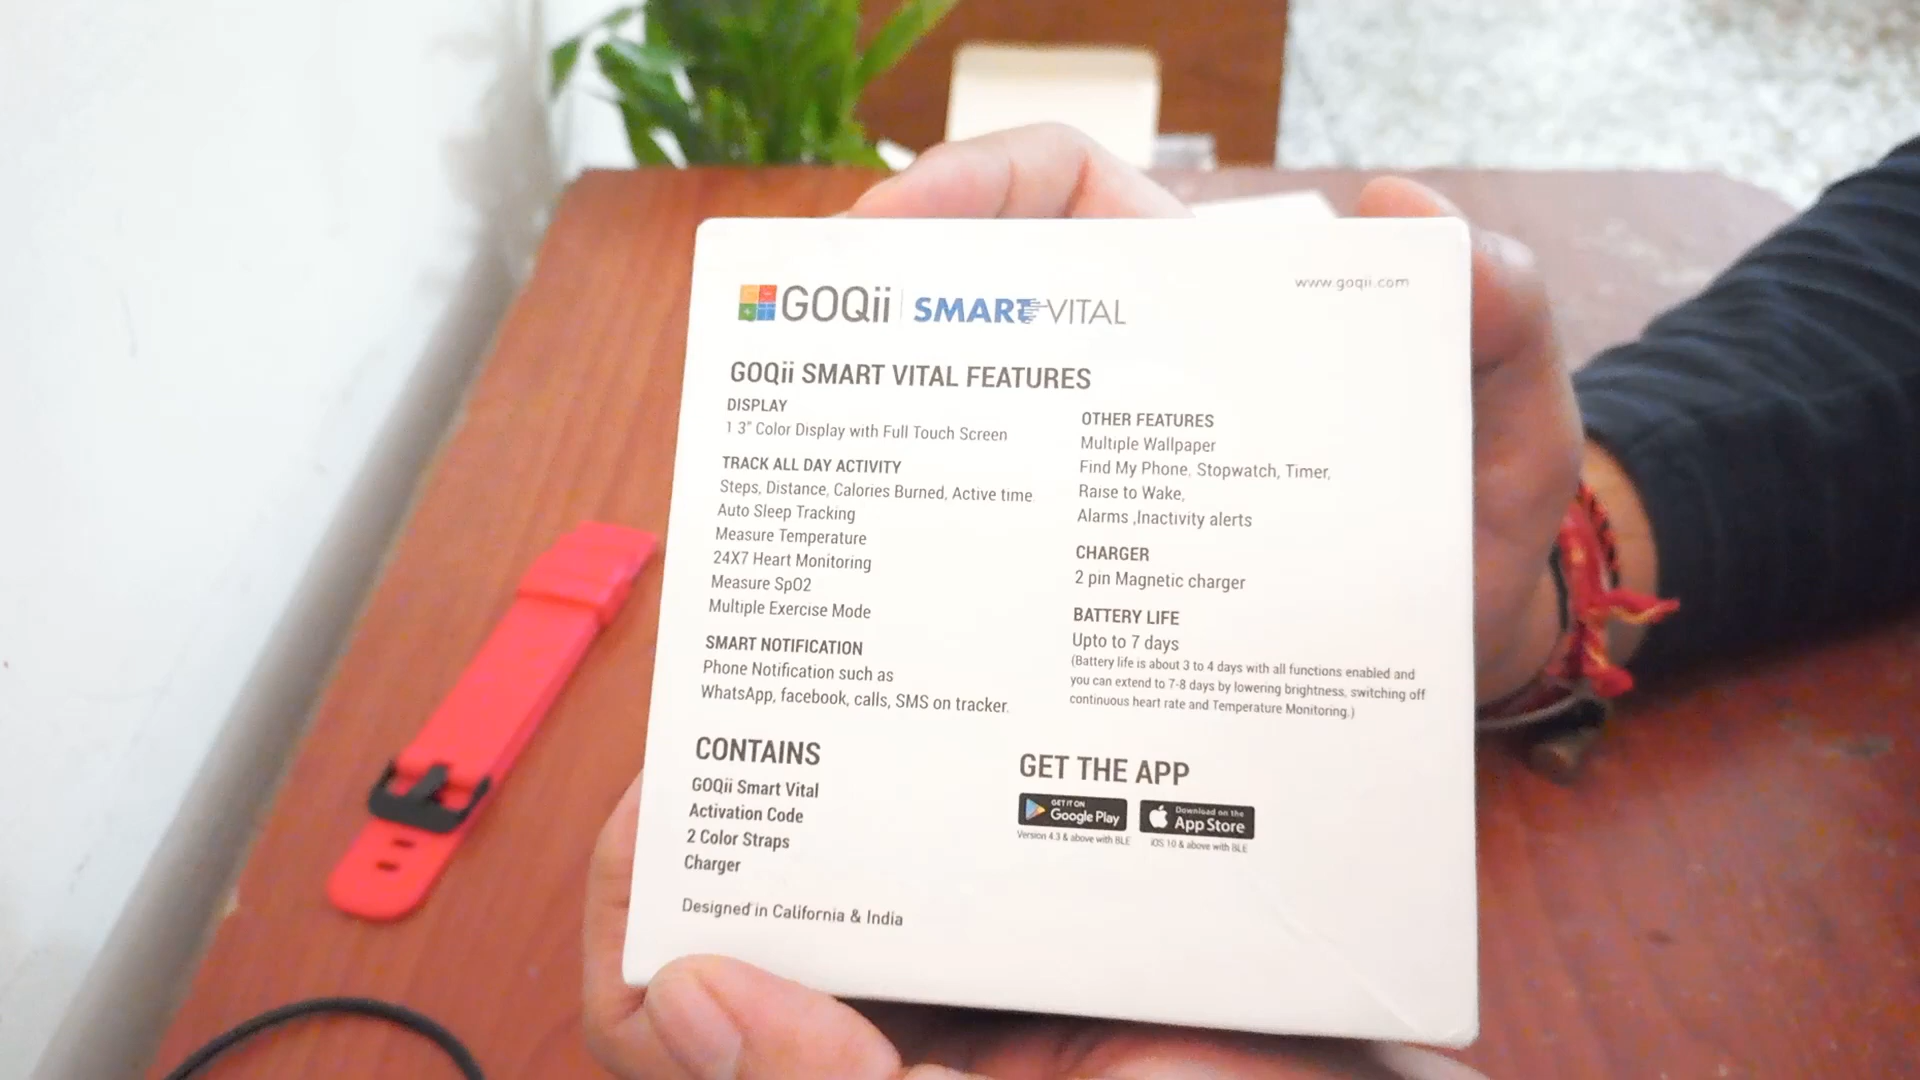 GOQii SMART VITAL
www.goqii.com
GOQii SMART VITAL FEATURES
DISPLAY
1 3" Color Display with Full Touch Screen
TRACK ALL DAY ACTIVITY
Steps, Distance, Calories Burned, Active time
Auto Sleep Tracking
Measure Temperature
24X7 Heart Monitoring
Measure SpO2
Multiple Exercise Mode
SMART NOTIFICATION
Phone Notification such as
WhatsApp, facebook, calls, SMS on tracker.
OTHER FEATURES
Multiple Wallpaper
Find My Phone, Stopwatch, Timer,
Raise to Wake,
Alarms ,Inactivity alerts
CHARGER
2 pin Magnetic charger
BATTERY LIFE
Upto to 7 days
(Battery life is about 3 to 4 days with all functions enabled and
you can extend to 7-8 days by lowering brightness, switching off
continuous heart rate and Temperature Monitoring.)
CONTAINS
GOQii Smart Vital
Activation Code
2 Color Straps
Charger
Designed in California & India
GET THE APP
GET IT ON
Google Play
Version 4.3 & above with BLE
Download on the
App Store
iOS 10 & above with BLE